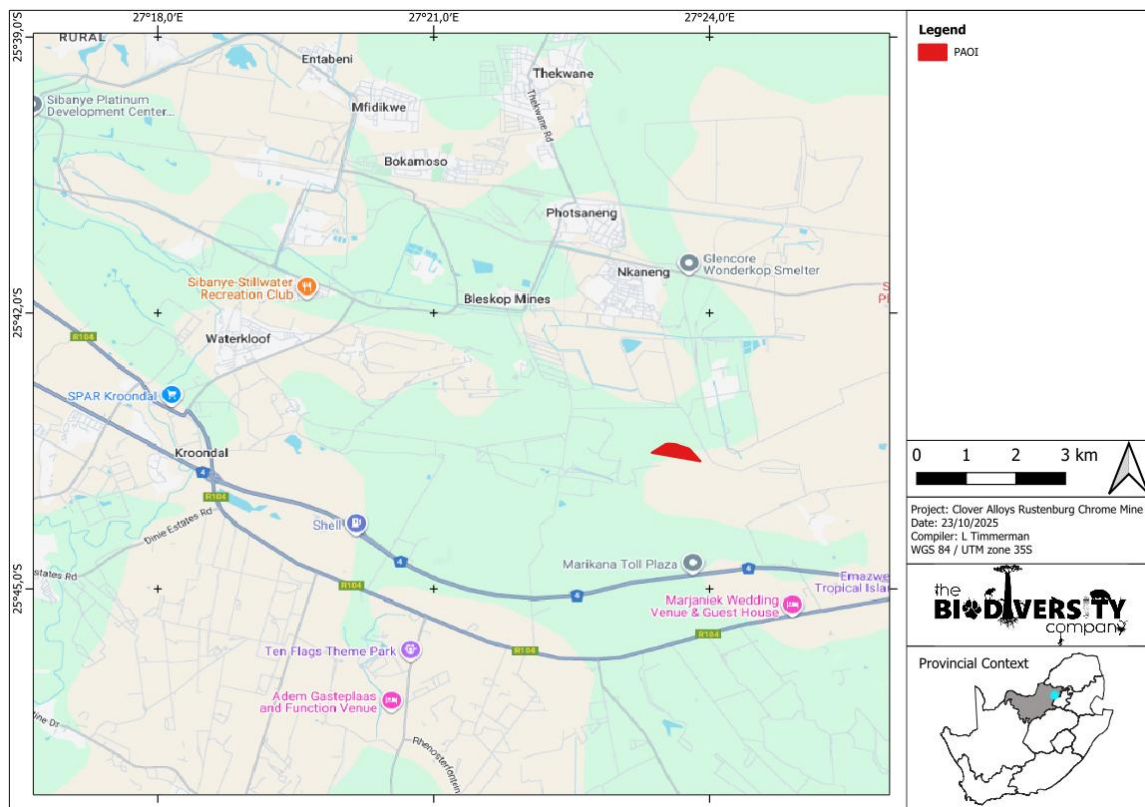 27°18,0'E
27°21,0'E
27°24,0'E
25°39,0'S
25°42,0'S
25°45,0'S
RURAL
Entabeni
Thekwane
Sibanye Platinum
Development Center...
Mfidikwe
Thekwane Rd
Bokamoso
Photsaneng
Glencore
Wonderkop Smelter
Nkaneng
Sibanye-Stillwater
Recreation Club
Bleskop Mines
R104
Waterkloof
SPAR Kroondal
Kroondal
4
R104
Dinie Estates Rd
Shell
4
Marikana Toll Plaza
4
Emazwe
Tropical Islan
states Rd
R104
4
Marjaniek Wedding
Venue & Guest House
R104
R104
Ten Flags Theme Park
Adem Gasteplaas
and Function Venue
ine Dr
Rhenosterfontein
Legend
PAOI
0 1 2 3 km
Project: Clover Alloys Rustenburg Chrome Mine
Date: 23/10/2025
Compiler: L Timmerman
WGS 84 / UTM zone 35S
the
BIODIVERSITY
company
Provincial Context